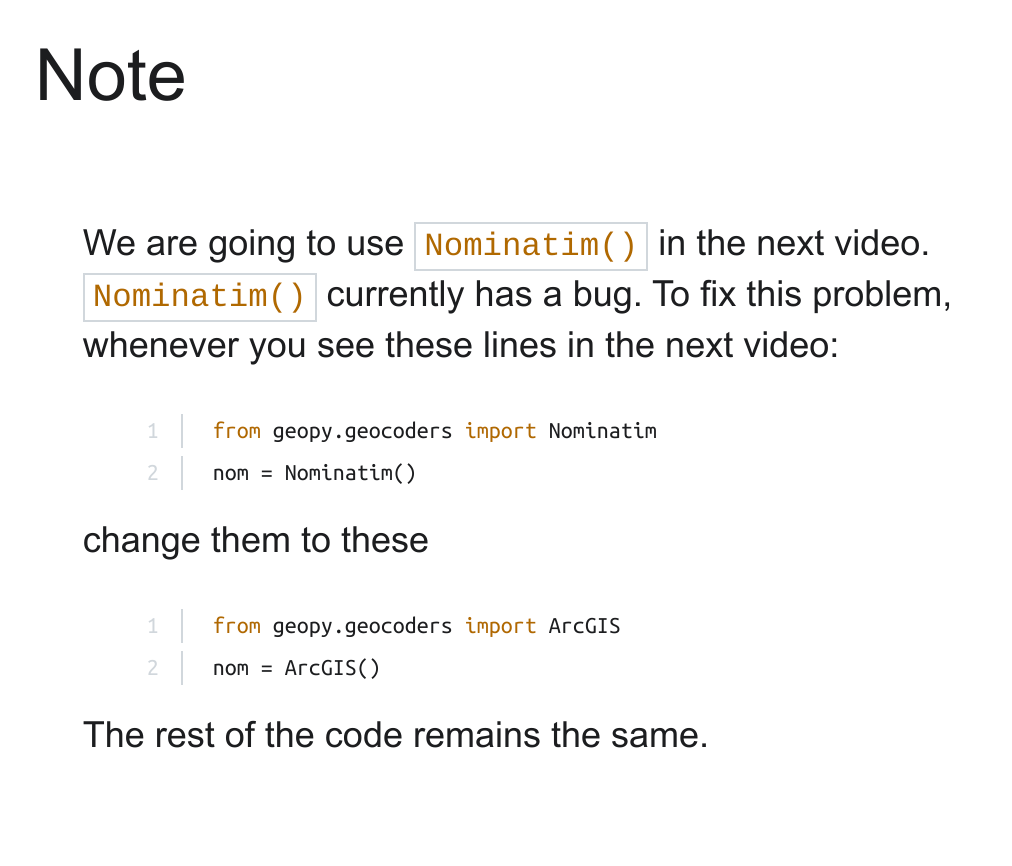 Note
We are going to use Nominatim() in the next video.
Nominatim() currently has a bug. To fix this problem,
whenever you see these lines in the next video:
1 from geopy.geocoders import Nominatim
2 nom = Nominatim()
change them to these
1 from geopy.geocoders import ArcGIS
2 nom = ArcGIS()
The rest of the code remains the same.